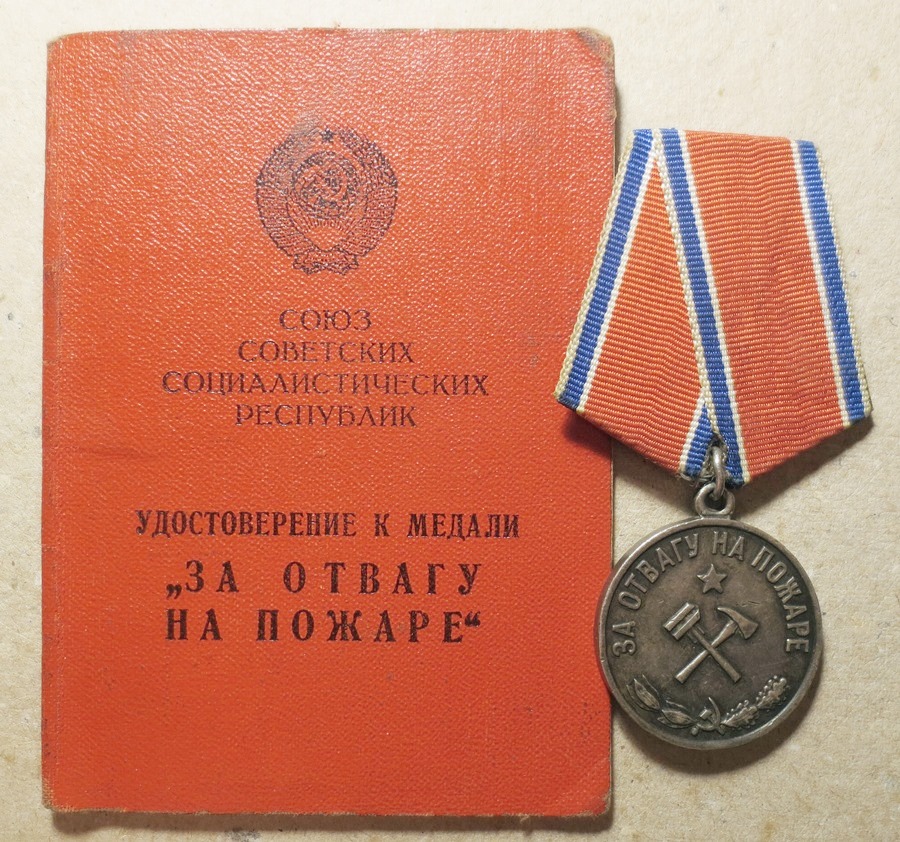 СОЮЗ
СОВЕТСКИХ
СОЦИАЛИСТИЧЕСКИХ
РЕСПУБЛИК
УДОСТОВЕРЕНИЕ К МЕДАЛИ
„ЗА ОТВАГУ
НА ПОЖАРЕ“
ЗА ОТВАГУ НА ПОЖАРЕ